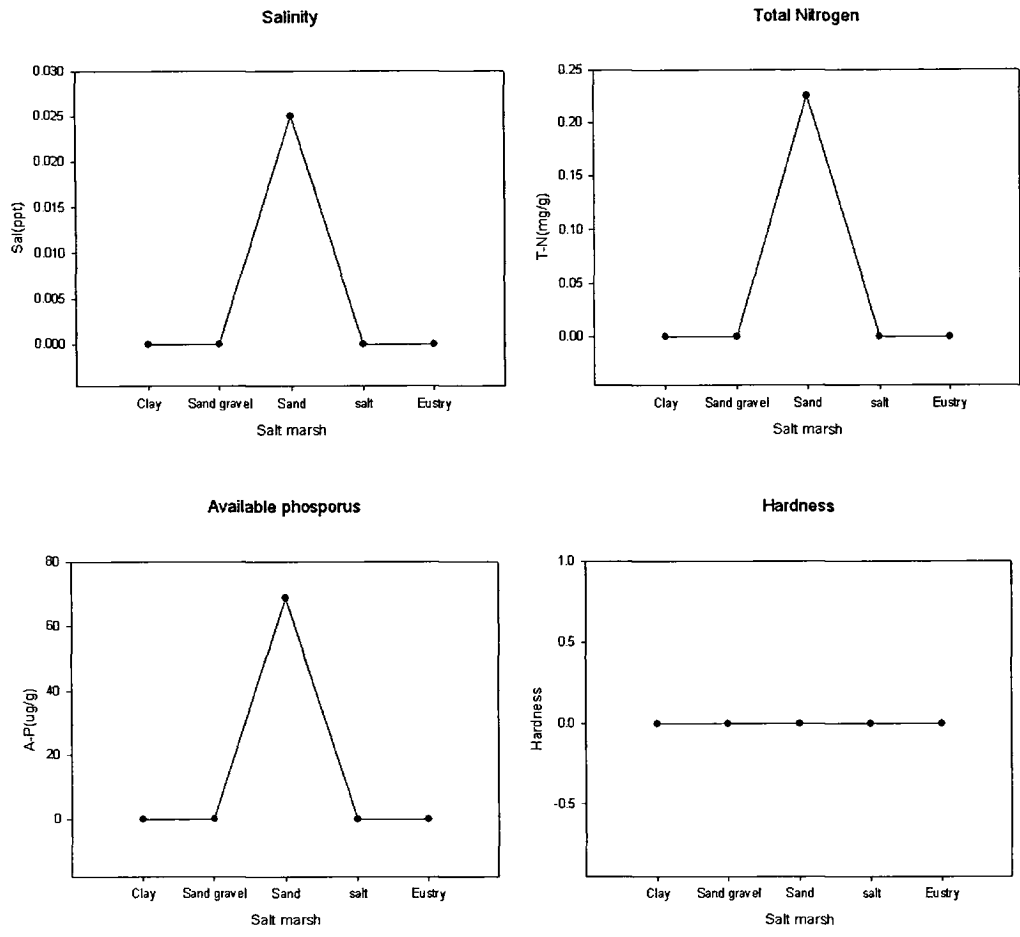 Salinity
0.030
0.025
0.020
0.015
0.010
0.005
0.000
Sal(ppt)
Clay Sand gravel Sand salt Eustry
Salt marsh
Total Nitrogen
0.25
0.20
0.15
0.10
0.05
0.00
T-N(mg/g)
Clay Sand gravel Sand salt Eustry
Salt marsh
Available phosporus
80
60
40
20
0
A-P(ug/g)
Clay Sand gravel Sand salt Eustry
Salt marsh
Hardness
1.0
0.5
0.0
-0.5
Hardness
Clay Sand gravel Sand salt Eustry
Salt marsh